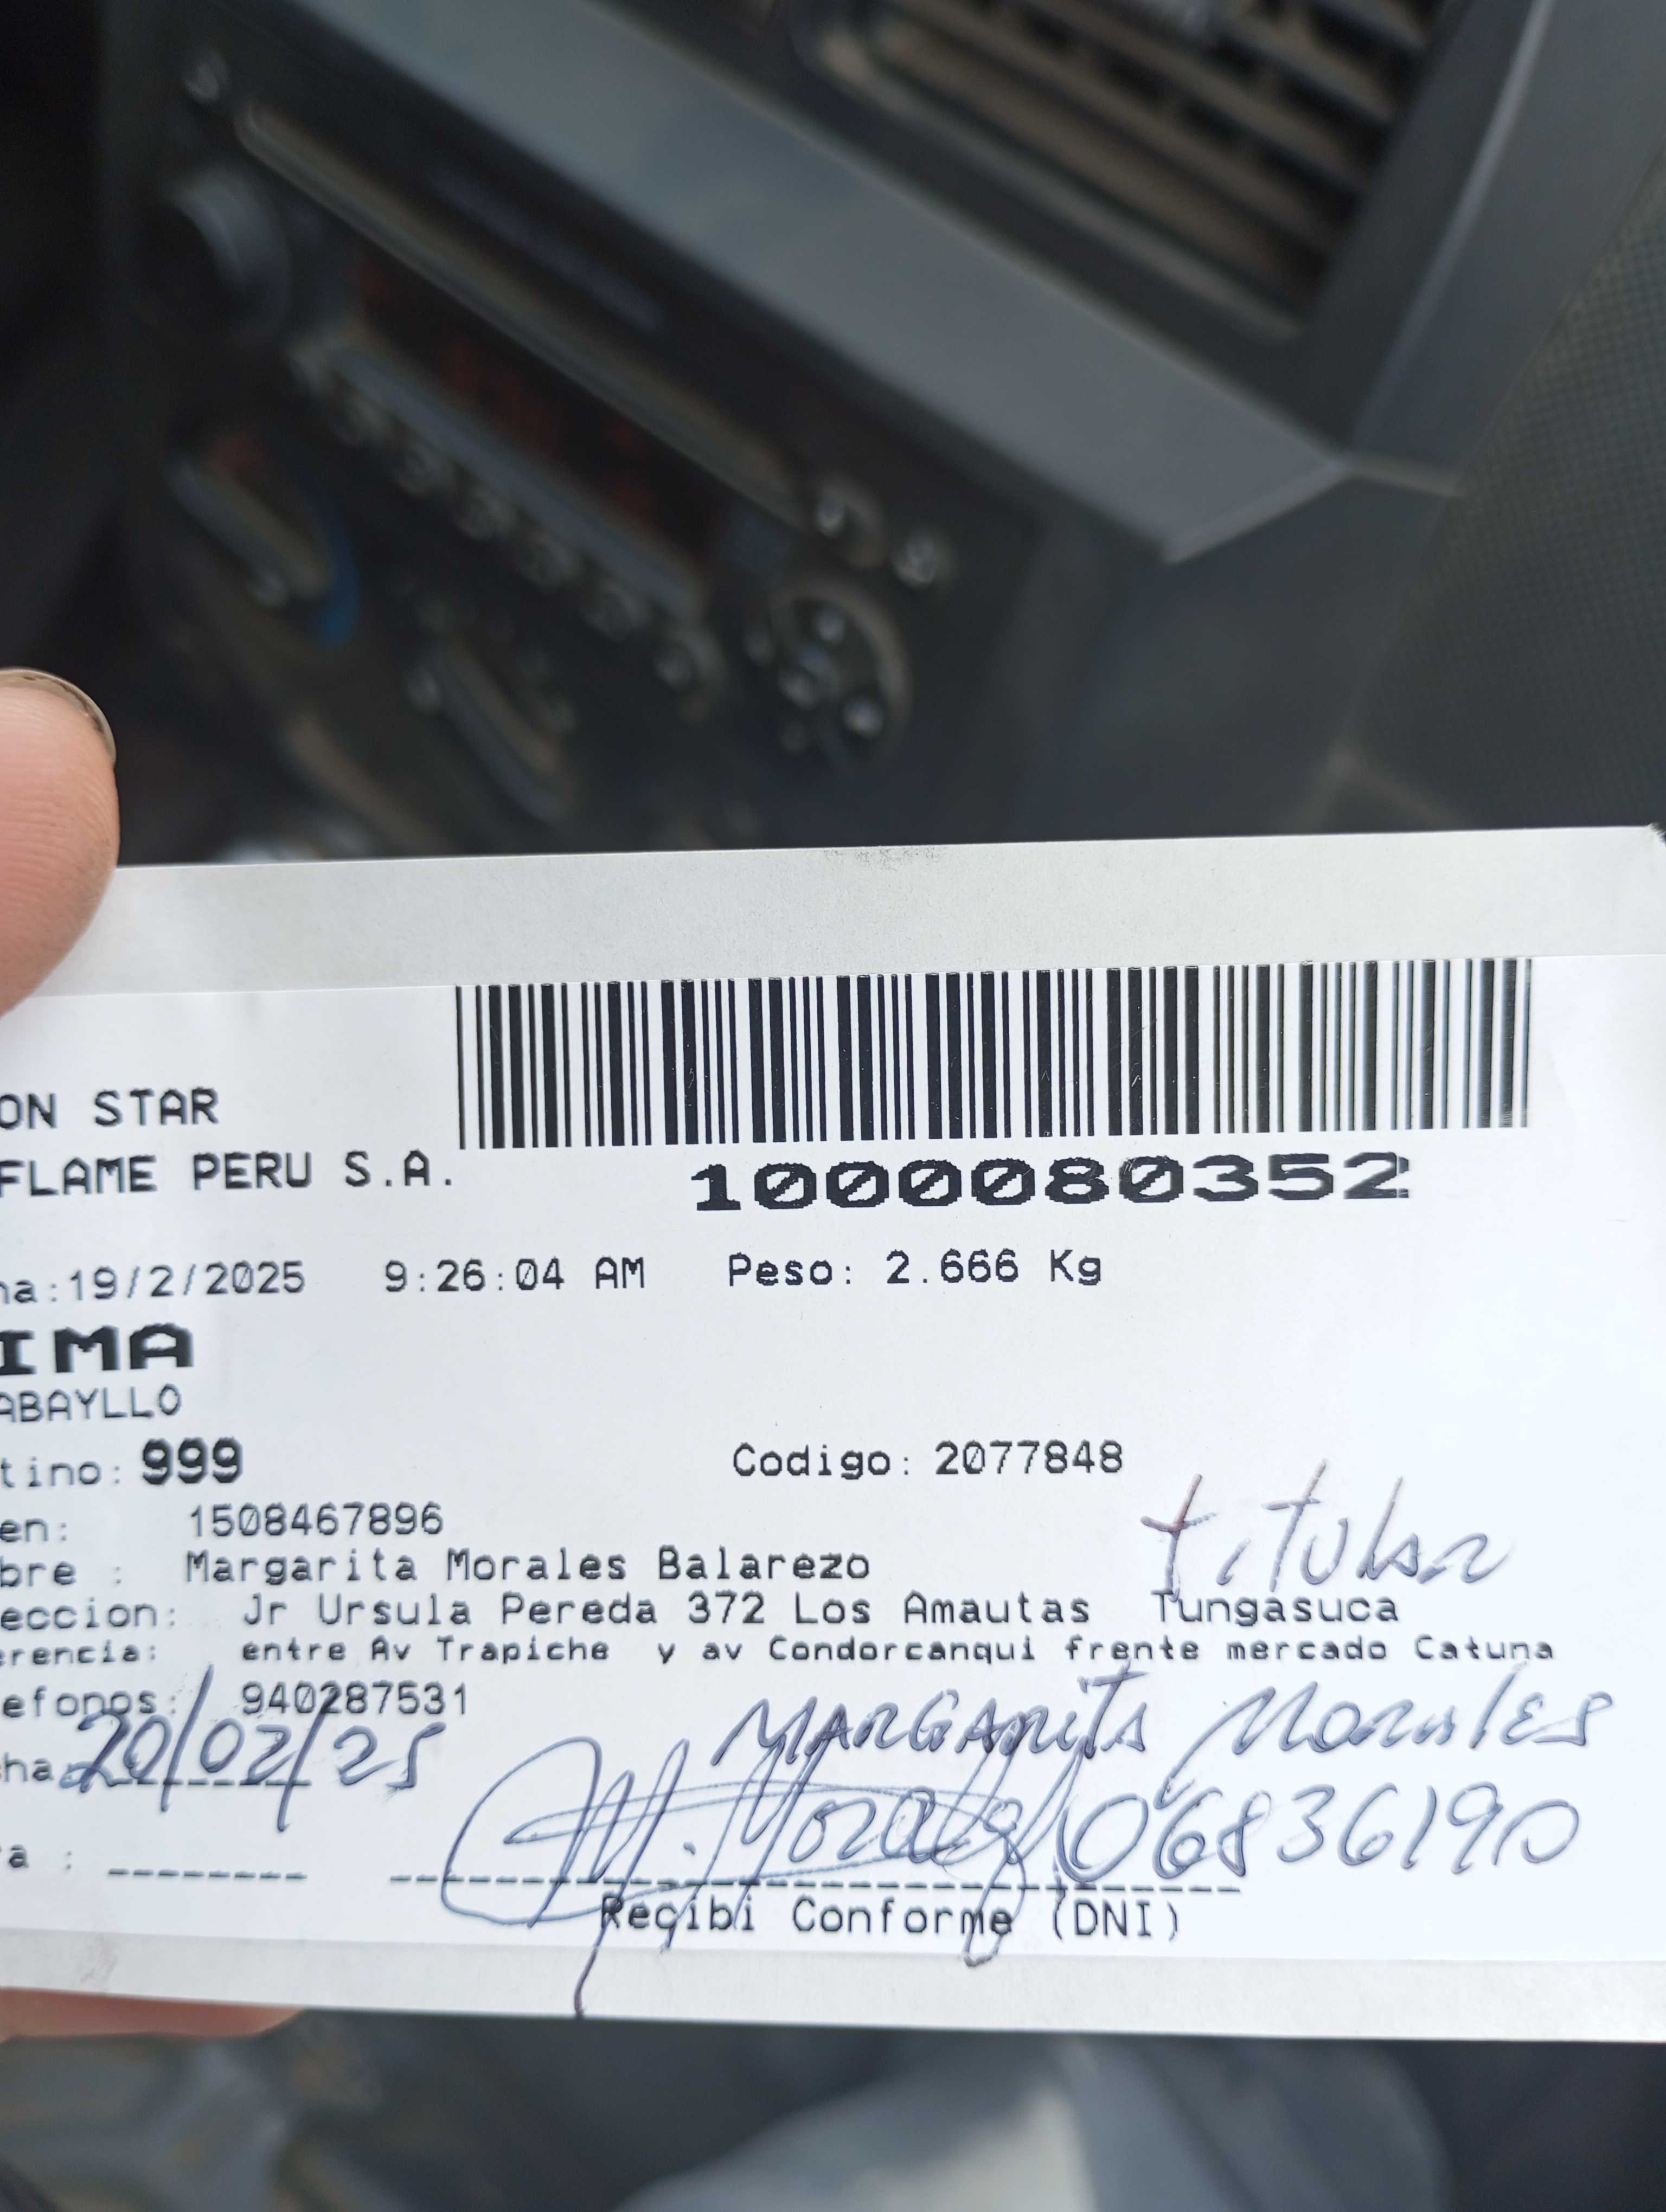 ON STAR
FLAME PERU S.A.
1000080352
ha:19/2/2025 9:26:04 AM Peso: 2.666 Kg
IMA
ABAYLLO
tino: 999 Codigo: 2077848
en: 1508467896
titular
bre : Margarita Morales Balarezo
eccion: Jr Ursula Pereda 372 Los Amautas Tungasuca
erencia: entre Av Trapiche y av Condorcanqui frente mercado Catuna
efonos: 940287531
MARGARITA MORALES
ha: 20/02/25
M. Morales 06836190
a :
Recibi Conforme (DNI)